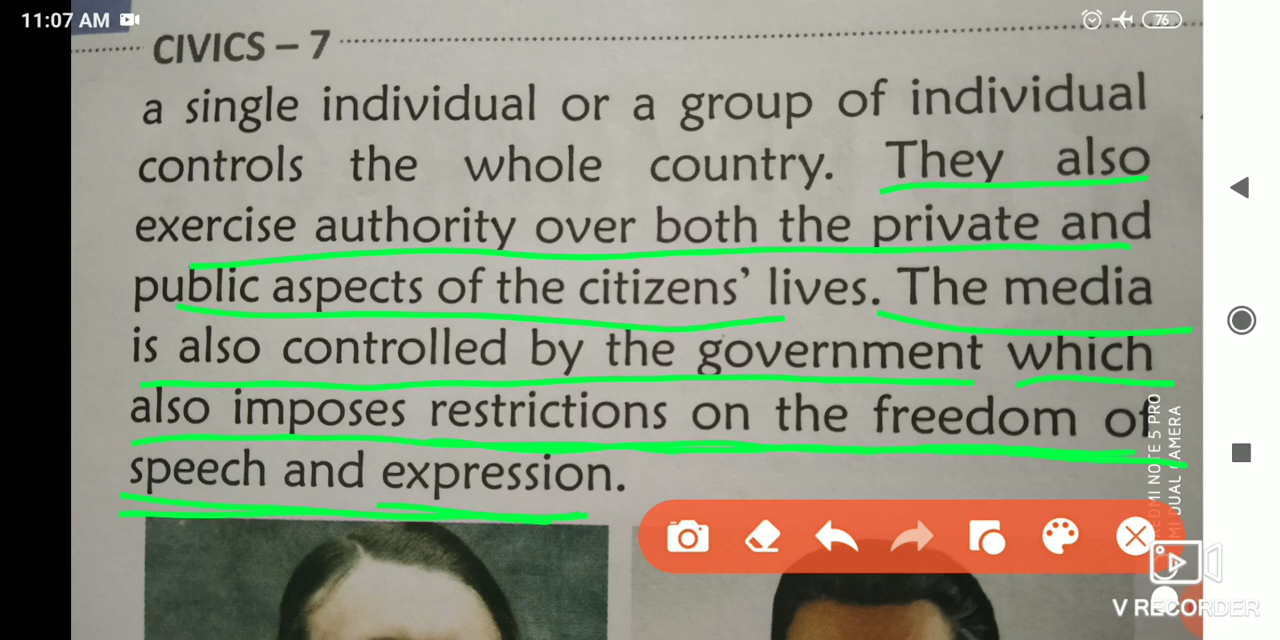 11:07 AM
76
CIVICS – 7
a single individual or a group of individual
controls the whole country. They also
exercise authority over both the private and
public aspects of the citizens' lives. The media
is also controlled by the government which
also imposes restrictions on the freedom of
speech and expression.
REDMI NOTE 5 PRO
MI DUAL CAMERA
V RECORDER